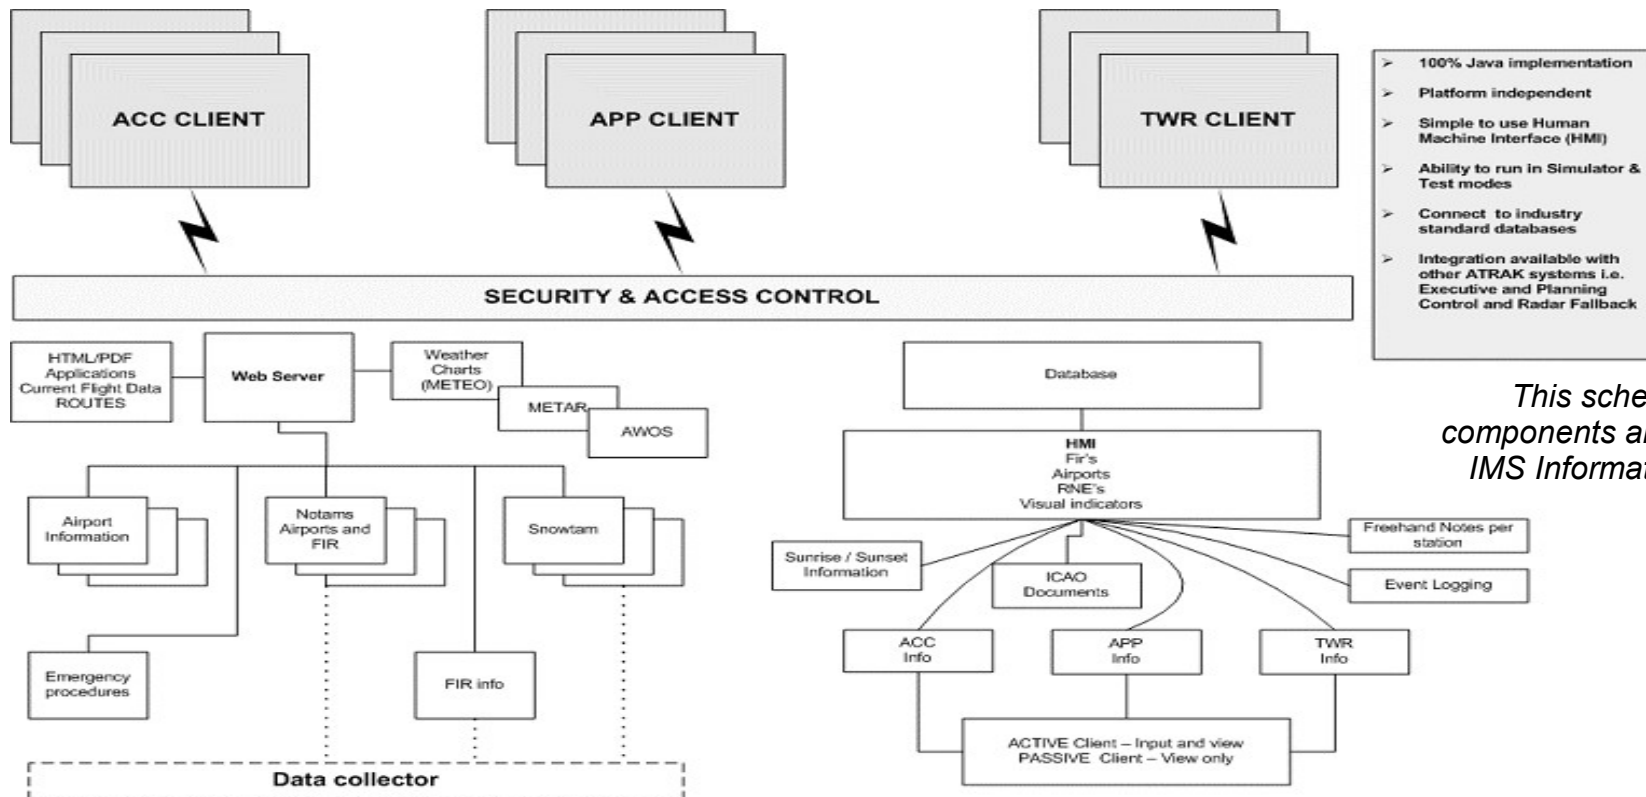 ACC CLIENT
APP CLIENT
TWR CLIENT
➢ 100% Java implementation
➢ Platform independent
➢ Simple to use Human
Machine Interface (HMI)
➢ Ability to run in Simulator &
Test modes
➢ Connect to industry
standard databases
➢ Integration available with
other ATRAK systems i.e.
Executive and Planning
Control and Radar Fallback
SECURITY & ACCESS CONTROL
HTML/PDF
Applications
Current Flight Data
ROUTES
Web Server
Weather
Charts
(METEO)
METAR
AWOS
Database
This sche
components a
IMS Informat
HMI
Fir's
Airports
RNE's
Visual indicators
Airport
Information
Notams
Airports and
FIR
Snowtam
Sunrise / Sunset
Information
ICAO
Documents
Freehand Notes per
station
Event Logging
Emergency
procedures
FIR info
ACC
Info
APP
Info
TWR
Info
ACTIVE Client – Input and view
PASSIVE Client – View only
Data collector